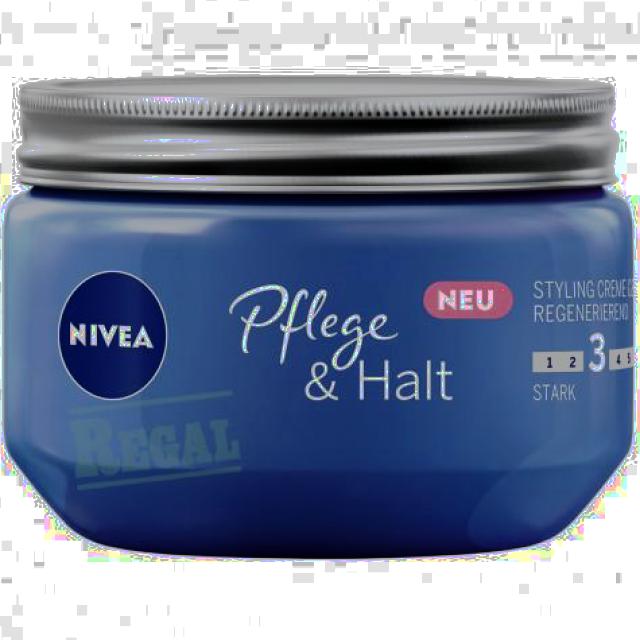 NIVEA
Pflege
& Halt
NEU
STYLING CREME
REGENERIEREND
1 2 3 4 5
STARK
REGAL